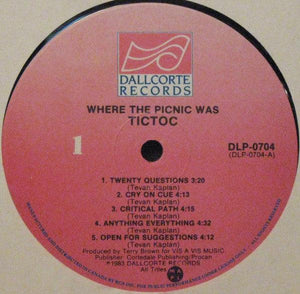 DALLCORTE
RECORDS
WHERE THE PICNIC WAS
TICTOC
1
DLP-0704
(DLP-0704-A)
1. TWENTY QUESTIONS 3:20
(Tevan Kaplan)
2. CRY ON CUE 4:13
(Tevan Kaplan)
3. CRITICAL PATH 4:15
(Tevan Kaplan)
4. ANYTHING EVERYTHING 4:32
(Tevan Kaplan)
5. OPEN FOR SUGGESTIONS 4:12
(Tevan Kaplan)
Produced by Terry Brown for VIS A VIS MUSIC
Publisher: Cortedale Publishing/Procan
©1983 DALLCORTE RECORDS
All Titles